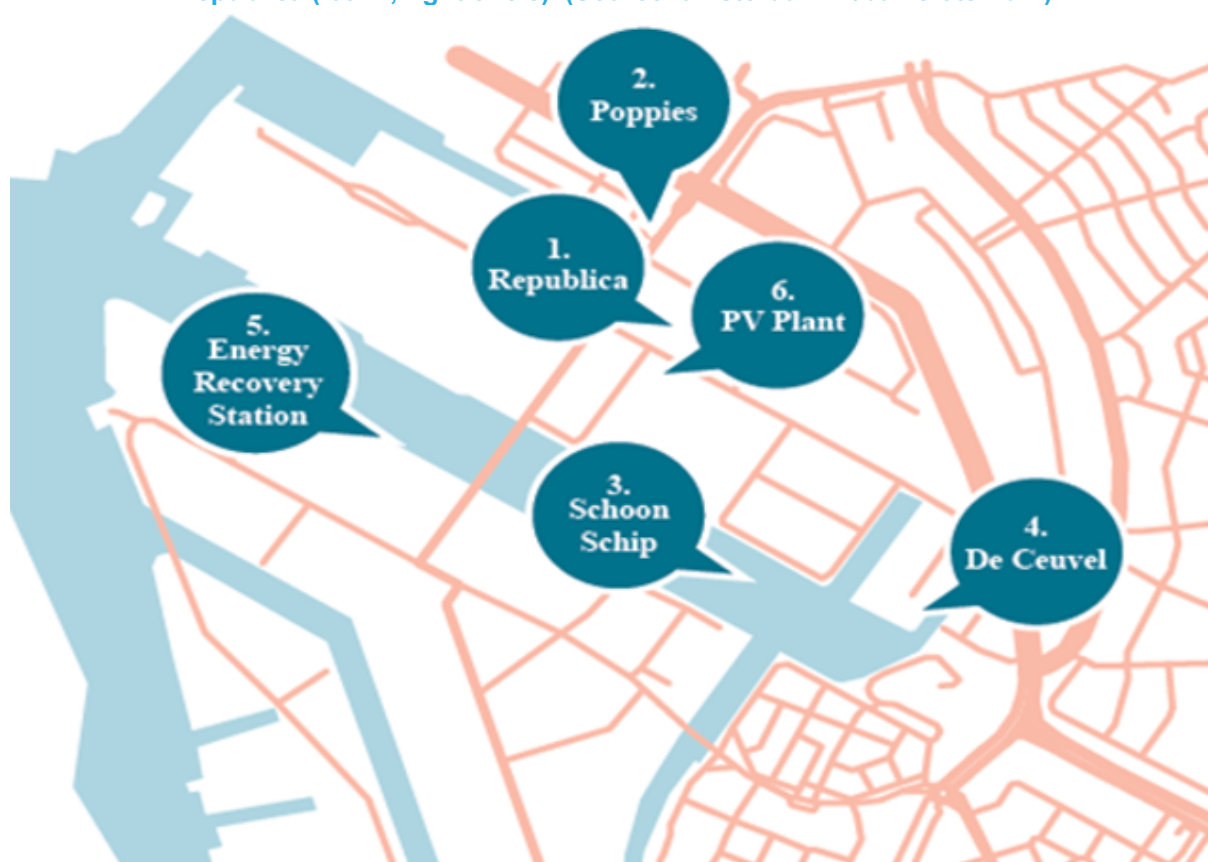 2.
Poppies
1.
Republica
6.
PV Plant
5.
Energy
Recovery
Station
3.
Schoon
Schip
4.
De Ceuvel